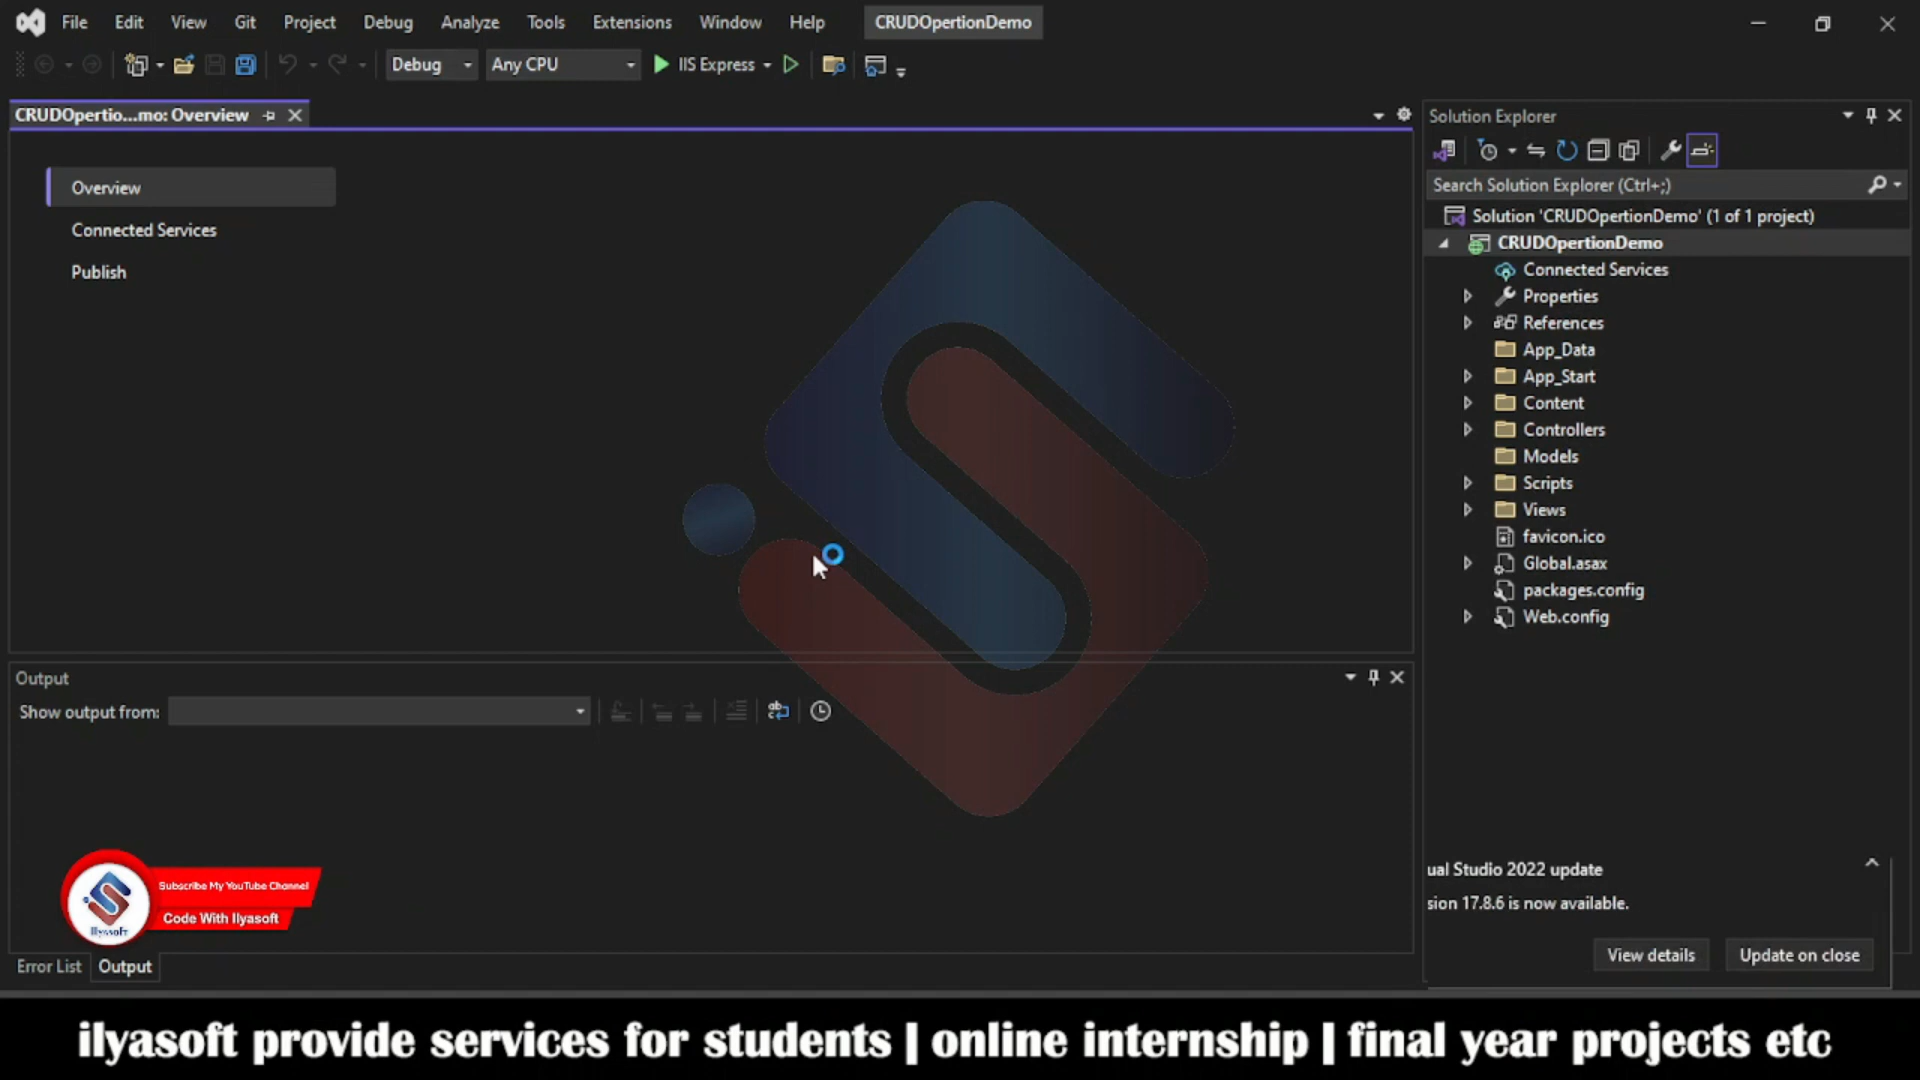 File Edit View Git Project Debug Analyze Tools Extensions Window Help CRUDOpertionDemo
Debug Any CPU IIS Express
CRUDOpertio...mo: Overview
Overview
Connected Services
Publish
Solution Explorer
Search Solution Explorer (Ctrl+;)
Solution 'CRUDOpertionDemo' (1 of 1 project)
CRUDOpertionDemo
Connected Services
Properties
References
App_Data
App_Start
Content
Controllers
Models
Scripts
Views
favicon.ico
Global.asax
packages.config
Web.config
Output
Show output from:
Subscribe My YouTube Channel
Code With Ilyasoft
Ilyasoft
Error List Output
ual Studio 2022 update
sion 17.8.6 is now available.
View details Update on close
ilyasoft provide services for students | online internship | final year projects etc